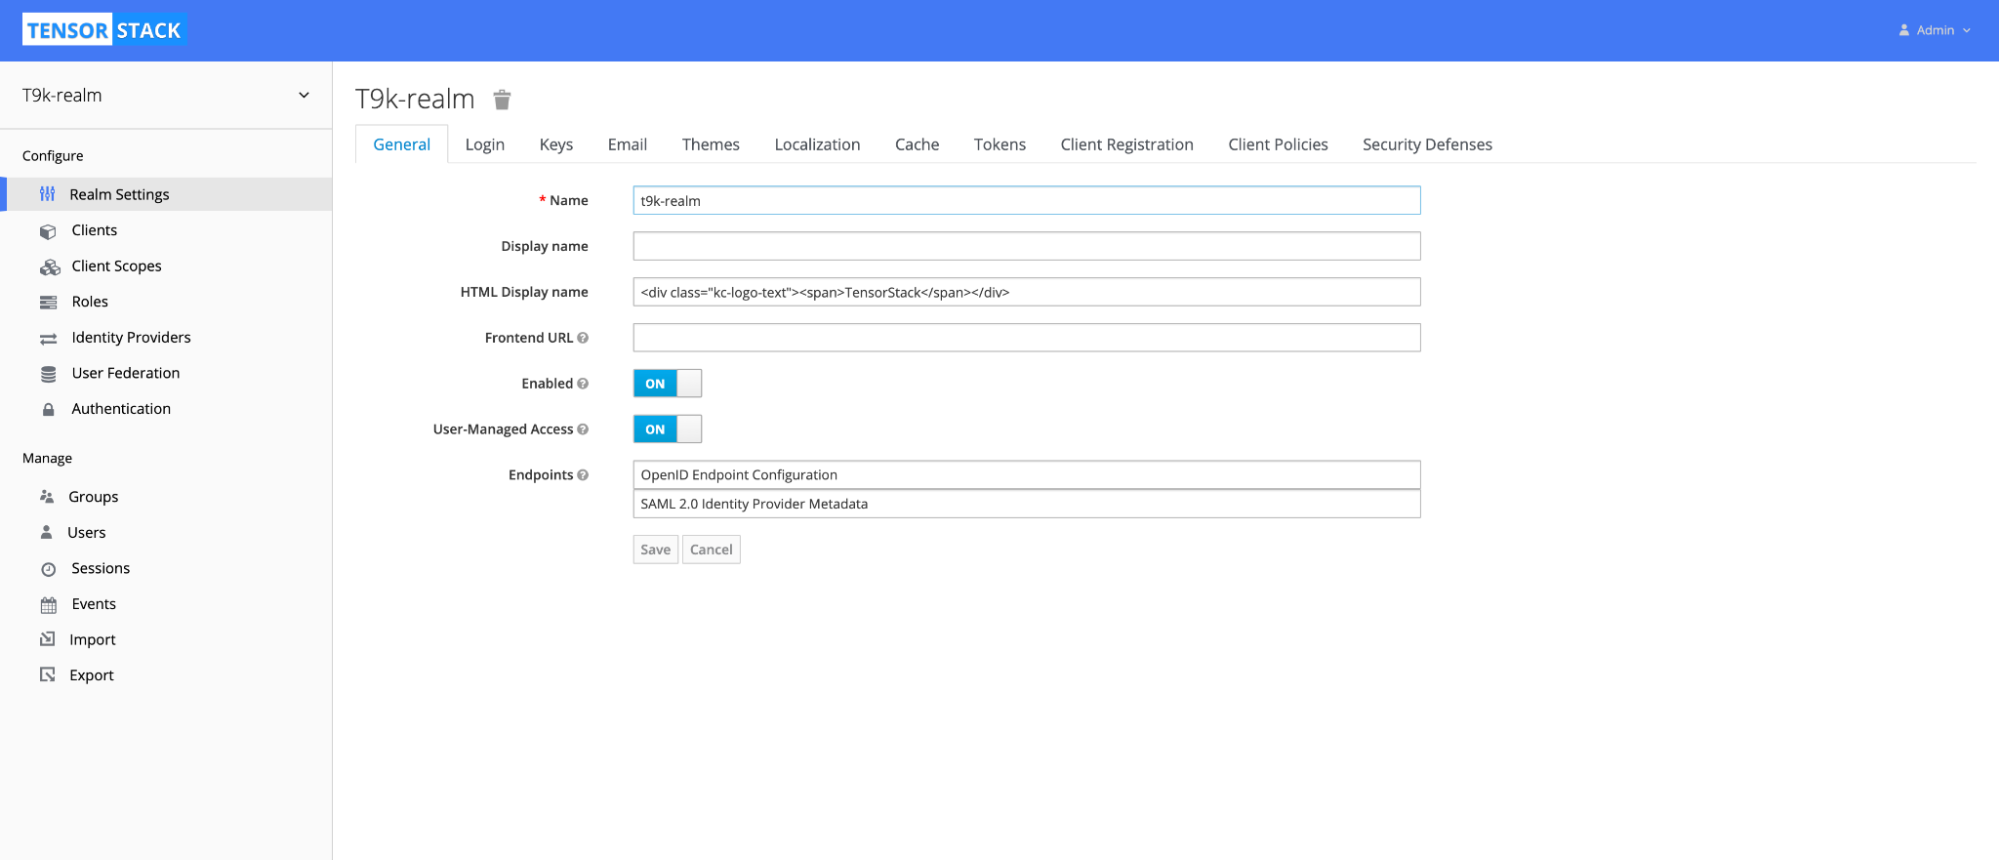 TENSOR STACK
Admin
T9k-realm
Configure
Realm Settings
Clients
Client Scopes
Roles
Identity Providers
User Federation
Authentication
Manage
Groups
Users
Sessions
Events
Import
Export
T9k-realm
General Login Keys Email Themes Localization Cache Tokens Client Registration Client Policies Security Defenses
* Name t9k-realm
Display name
HTML Display name <div class="kc-logo-text"><span>TensorStack</span></div>
Frontend URL
Enabled ON
User-Managed Access ON
Endpoints OpenID Endpoint Configuration
SAML 2.0 Identity Provider Metadata
Save Cancel